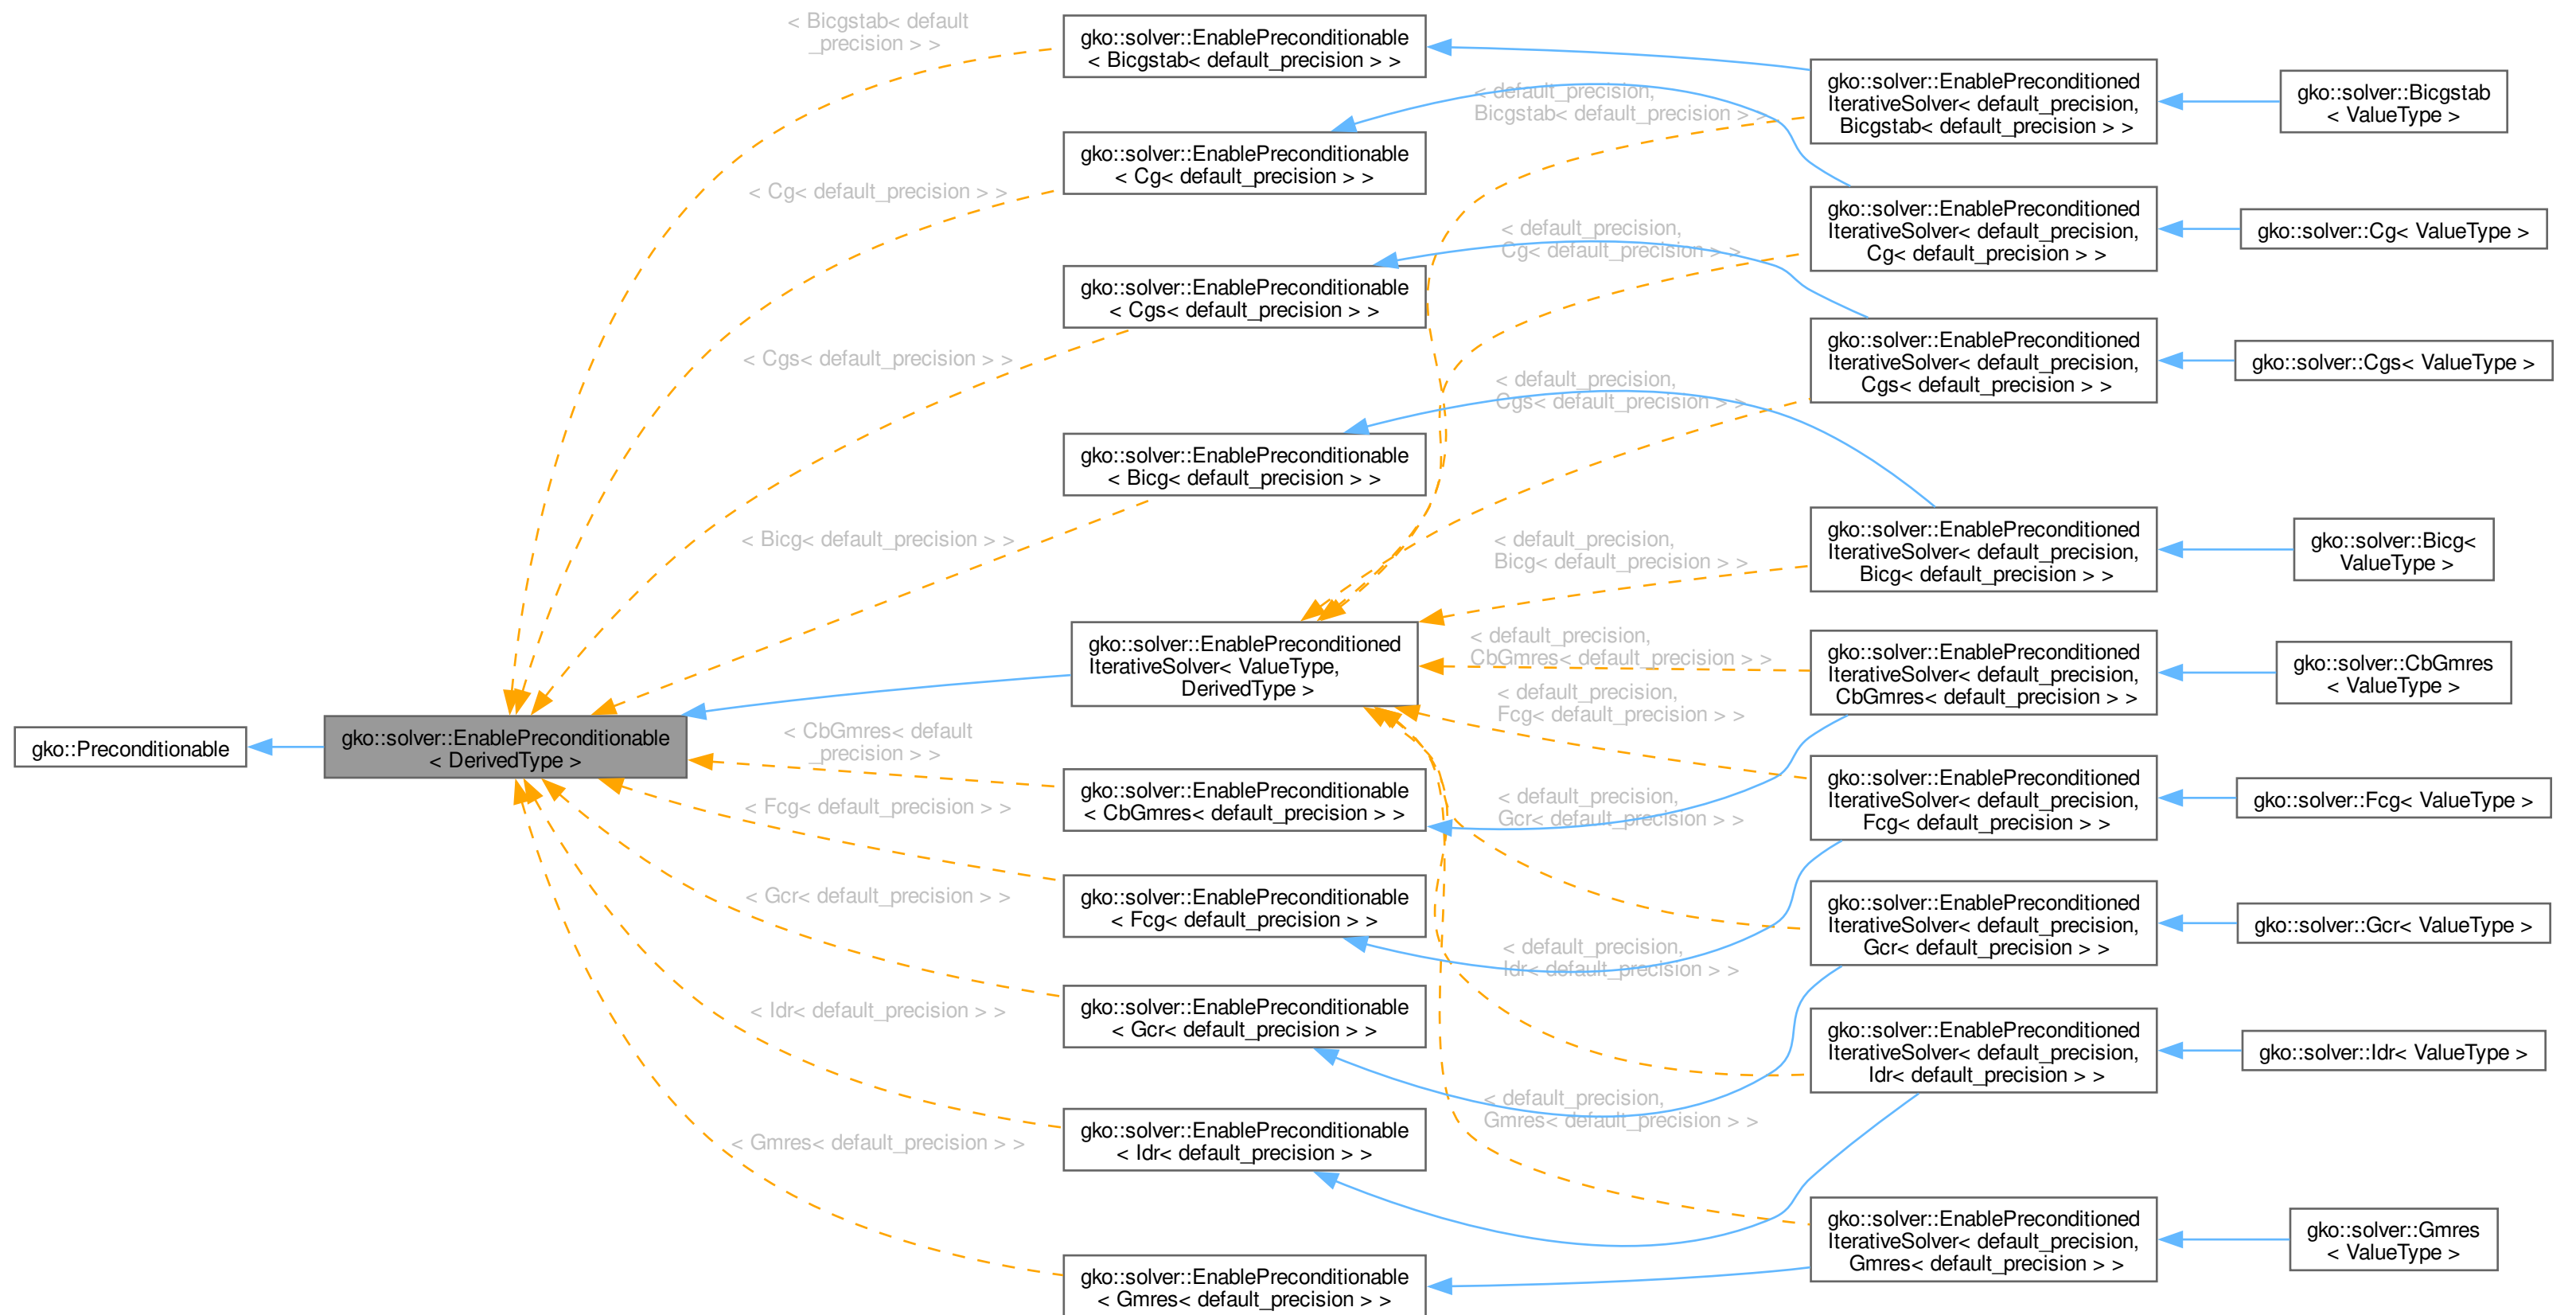 gko::Preconditionable
gko::solver::EnablePreconditionable
< DerivedType >
< Bicgstab< default
_precision > >
< Cg< default_precision > >
< Cgs< default_precision > >
< Bicg< default_precision > >
< CbGmres< default
_precision > >
< Fcg< default_precision > >
< Gcr< default_precision > >
< Idr< default_precision > >
< Gmres< default_precision > >
gko::solver::EnablePreconditionable
< Bicgstab< default_precision > >
gko::solver::EnablePreconditionable
< Cg< default_precision > >
gko::solver::EnablePreconditionable
< Cgs< default_precision > >
gko::solver::EnablePreconditionable
< Bicg< default_precision > >
gko::solver::EnablePreconditioned
IterativeSolver< ValueType,
DerivedType >
gko::solver::EnablePreconditionable
< CbGmres< default_precision > >
gko::solver::EnablePreconditionable
< Fcg< default_precision > >
gko::solver::EnablePreconditionable
< Gcr< default_precision > >
gko::solver::EnablePreconditionable
< Idr< default_precision > >
gko::solver::EnablePreconditionable
< Gmres< default_precision > >
< default_precision,
Bicgstab< default_precision > >
< default_precision,
Cg< default_precision > >
< default_precision,
Cgs< default_precision > >
< default_precision,
Bicg< default_precision > >
< default_precision,
CbGmres< default_precision > >
< default_precision,
Fcg< default_precision > >
< default_precision,
Gcr< default_precision > >
< default_precision,
Idr< default_precision > >
< default_precision,
Gmres< default_precision > >
gko::solver::EnablePreconditioned
IterativeSolver< default_precision,
Bicgstab< default_precision > >
gko::solver::EnablePreconditioned
IterativeSolver< default_precision,
Cg< default_precision > >
gko::solver::EnablePreconditioned
IterativeSolver< default_precision,
Cgs< default_precision > >
gko::solver::EnablePreconditioned
IterativeSolver< default_precision,
Bicg< default_precision > >
gko::solver::EnablePreconditioned
IterativeSolver< default_precision,
CbGmres< default_precision > >
gko::solver::EnablePreconditioned
IterativeSolver< default_precision,
Fcg< default_precision > >
gko::solver::EnablePreconditioned
IterativeSolver< default_precision,
Gcr< default_precision > >
gko::solver::EnablePreconditioned
IterativeSolver< default_precision,
Idr< default_precision > >
gko::solver::EnablePreconditioned
IterativeSolver< default_precision,
Gmres< default_precision > >
gko::solver::Bicgstab
< ValueType >
gko::solver::Cg< ValueType >
gko::solver::Cgs< ValueType >
gko::solver::Bicg<
ValueType >
gko::solver::CbGmres
< ValueType >
gko::solver::Fcg< ValueType >
gko::solver::Gcr< ValueType >
gko::solver::Idr< ValueType >
gko::solver::Gmres
< ValueType >